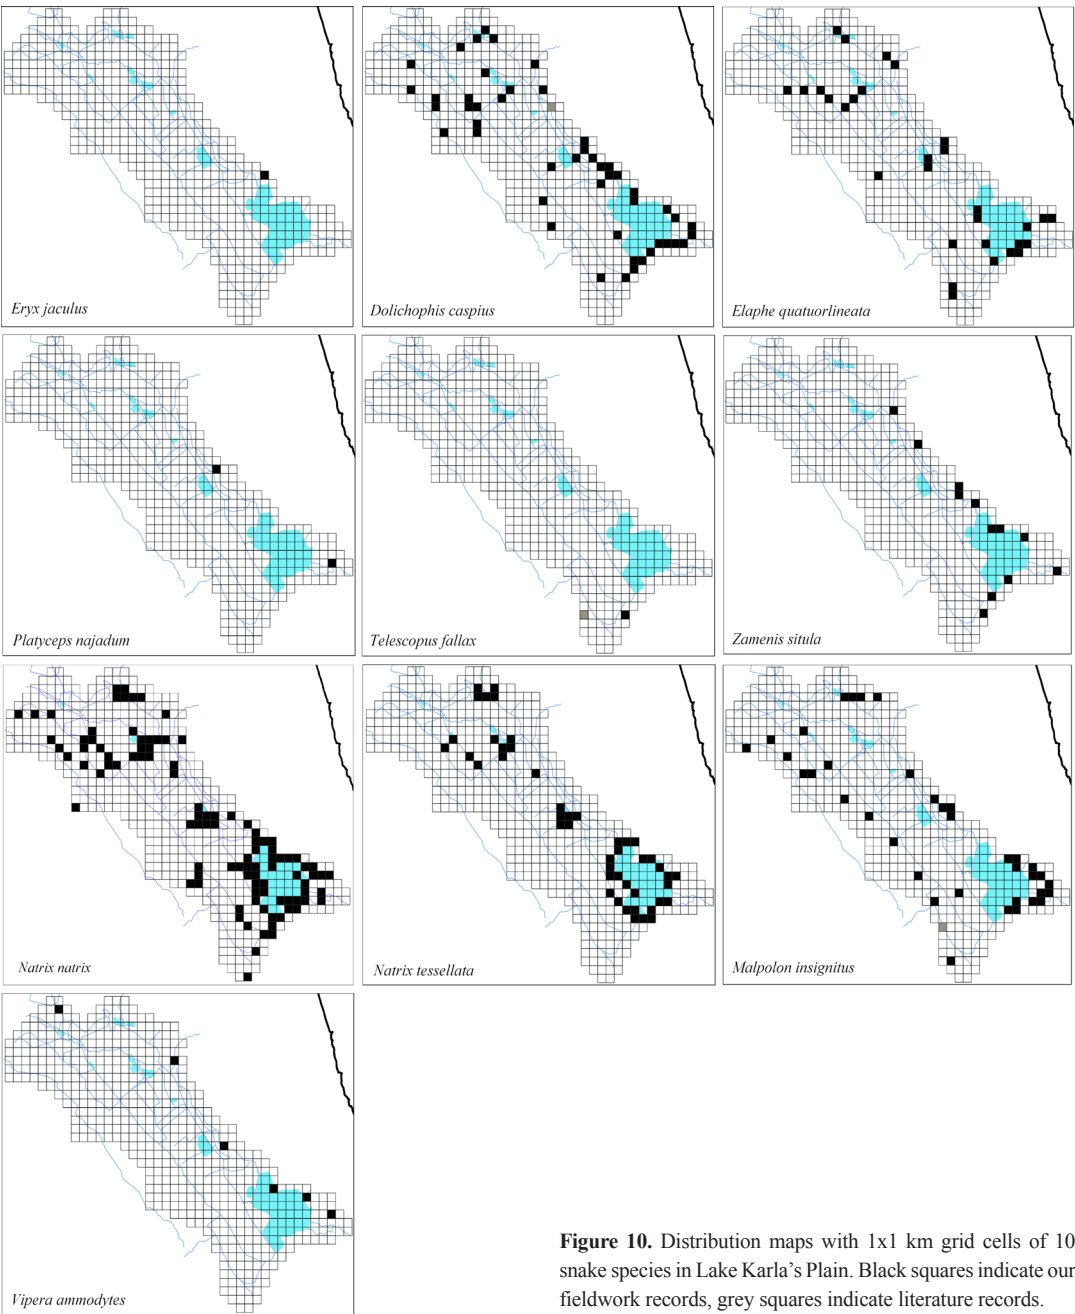 Eryx jaculus
Dolichophis caspius
Elaphe quatuorlineata
Platyceps najadum
Telescopus fallax
Zamenis situla
Natrix natrix
Natrix tessellata
Malpolon insignitus
Vipera ammodytes
Figure 10. Distribution maps with 1x1 km grid cells of 10
snake species in Lake Karla’s Plain. Black squares indicate our
fieldwork records, grey squares indicate literature records.